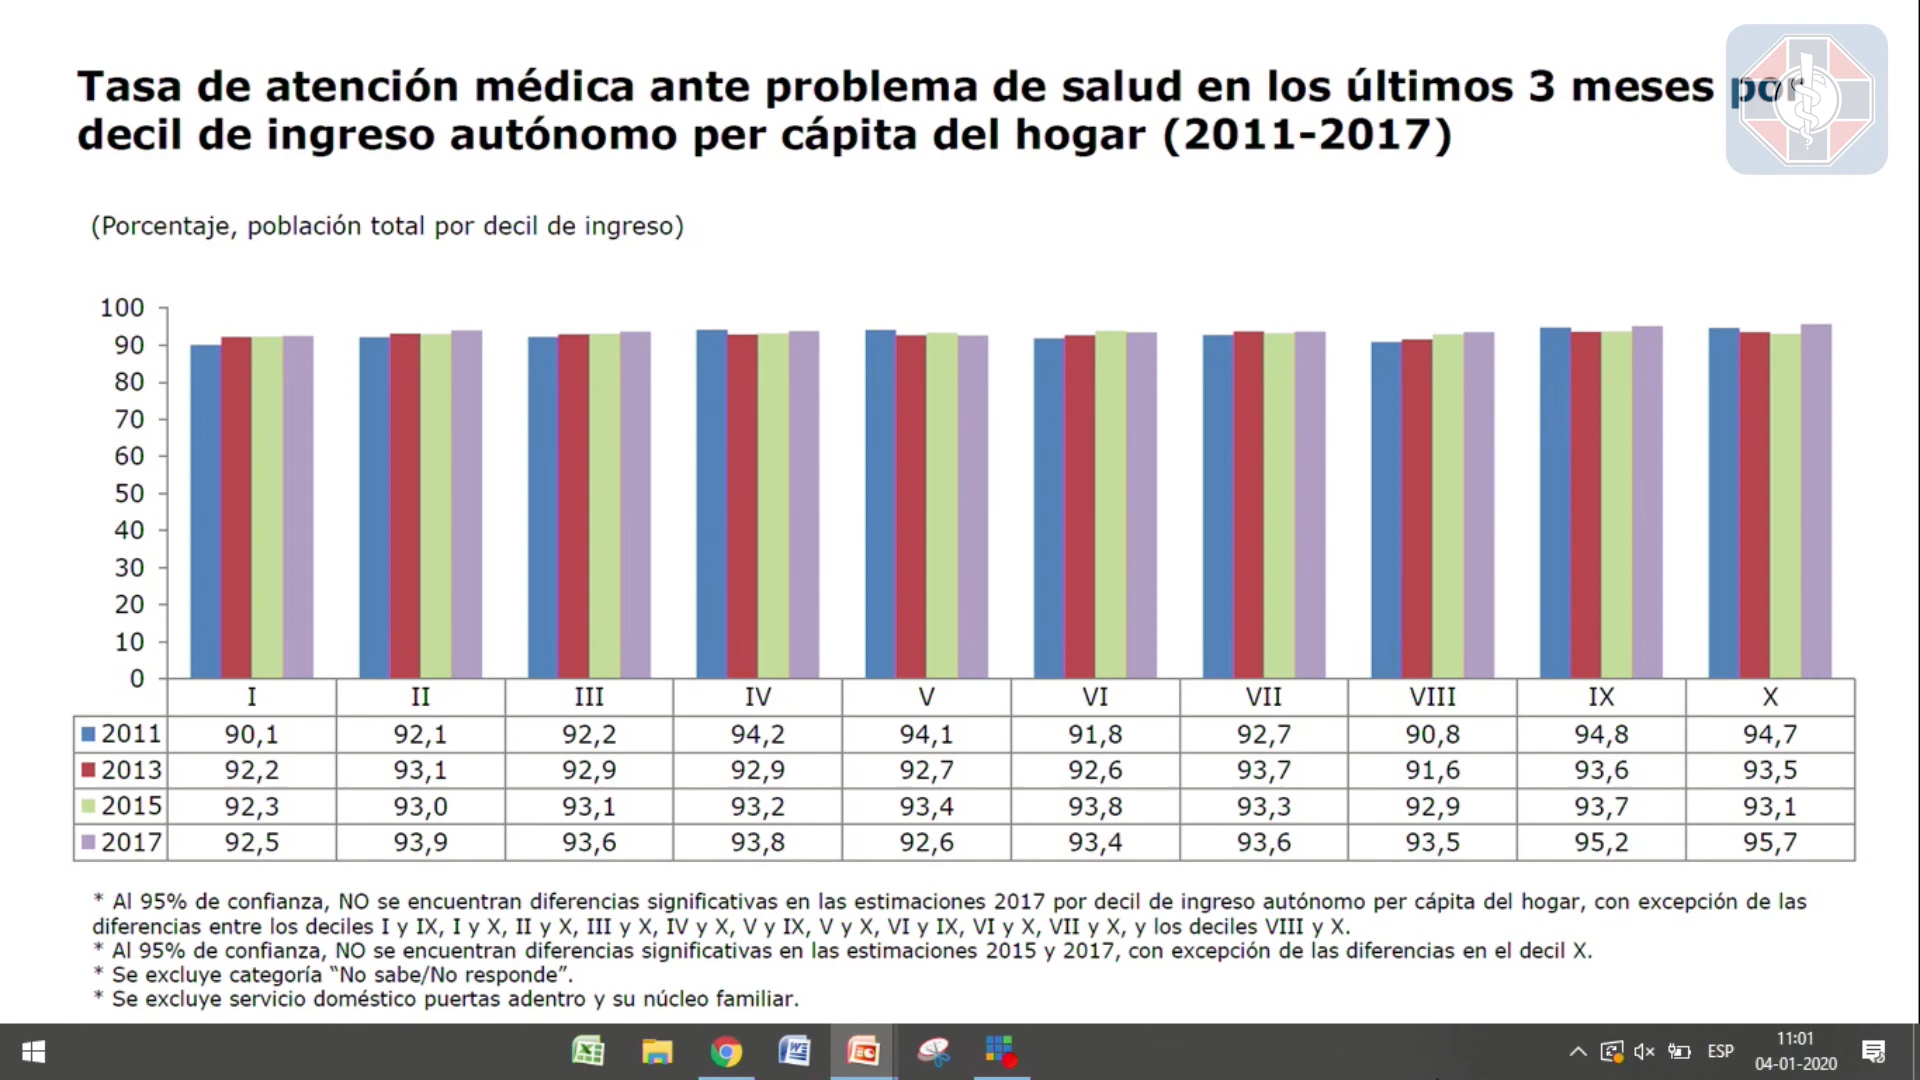 Tasa de atención médica ante problema de salud en los últimos 3 meses por
decil de ingreso autónomo per cápita del hogar (2011-2017)
(Porcentaje, población total por decil de ingreso)
100
90
80
70
60
50
40
30
20
10
0
I II III IV V VI VII VIII IX X
2011 90,1 92,1 92,2 94,2 94,1 91,8 92,7 90,8 94,8 94,7
2013 92,2 93,1 92,9 92,9 92,7 92,6 93,7 91,6 93,6 93,5
2015 92,3 93,0 93,1 93,2 93,4 93,8 93,3 92,9 93,7 93,1
2017 92,5 93,9 93,6 93,8 92,6 93,4 93,6 93,5 95,2 95,7
* Al 95% de confianza, NO se encuentran diferencias significativas en las estimaciones 2017 por decil de ingreso autónomo per cápita del hogar, con excepción de las
diferencias entre los deciles I y IX, I y X, II y X, III y X, IV y X, V y IX, V y X, VI y IX, VI y X, VII y X, y los deciles VIII y X.
* Al 95% de confianza, NO se encuentran diferencias significativas en las estimaciones 2015 y 2017, con excepción de las diferencias en el decil X.
* Se excluye categoría “No sabe/No responde”.
* Se excluye servicio doméstico puertas adentro y su núcleo familiar.
ESP
11:01
04-01-2020